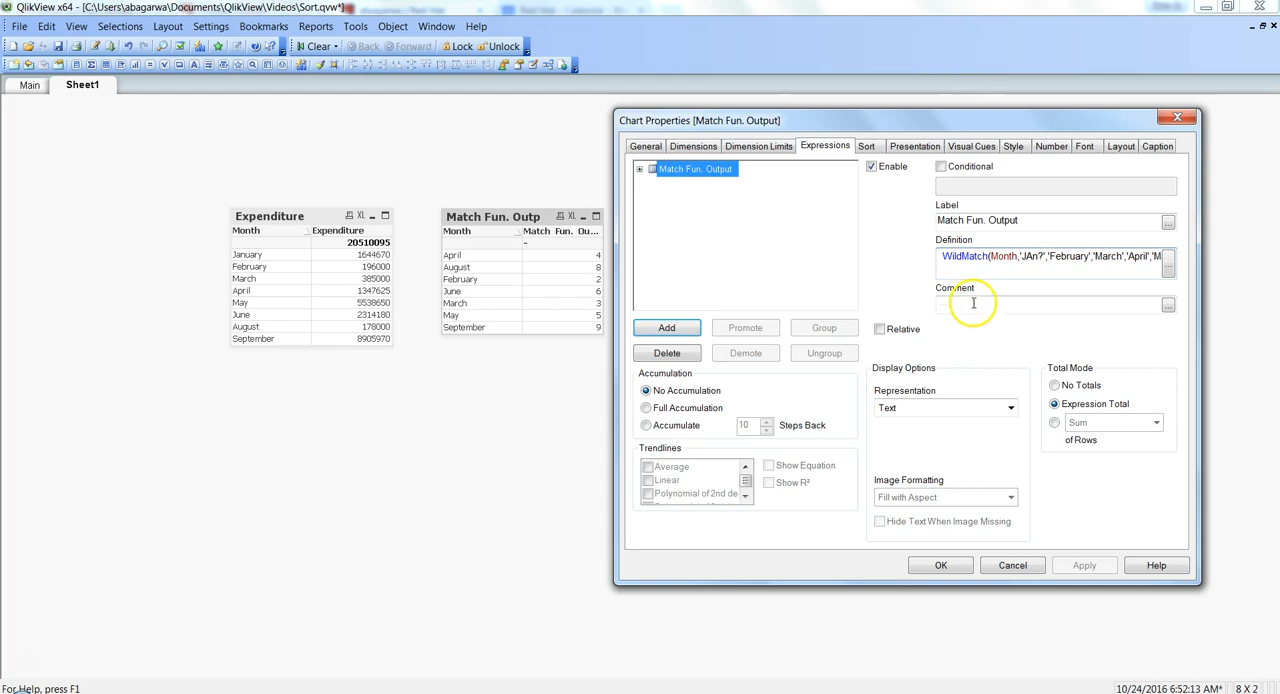 QlikView x64 - [C:\Users\abagarwa\Documents\QlikView\Videos\Sort.qvw*]
File Edit View Selections Bookmarks Reports Tools Object Window Help
Clear Back Forward Lock Unlock
Main Sheet1
Expenditure XL
Month Expenditure
20510095
January 1644670
February 196000
March 385000
April 1347625
May 5538650
June 2314180
August 178000
September 8905970
Match Fun. Outp XL
Month Match Fun. Ou...
-
April 4
August 8
February 2
June 6
March 3
May 5
September 9
Chart Properties [Match Fun. Output]
General Dimensions Dimension Limits Expressions Sort Presentation Visual Cues Style Number Font Layout Caption
Match Fun. Output
Enable Conditional
Label
Match Fun. Output ...
Definition
WildMatch(Month,'JAn?','February','March','April','M ...
Comment
...
Add Promote Group
Delete Demote Ungroup
Relative
Accumulation
No Accumulation
Full Accumulation
Accumulate 10 Steps Back
Trendlines
Average
Linear
Polynomial of 2nd de
Show Equation
Show R²
Display Options
Representation
Text
Image Formatting
Fill with Aspect
Hide Text When Image Missing
Total Mode
No Totals
Expression Total
Sum
of Rows
OK Cancel Apply Help
For Help, press F1
10/24/2016 6:52:13 AM* 8 X 2